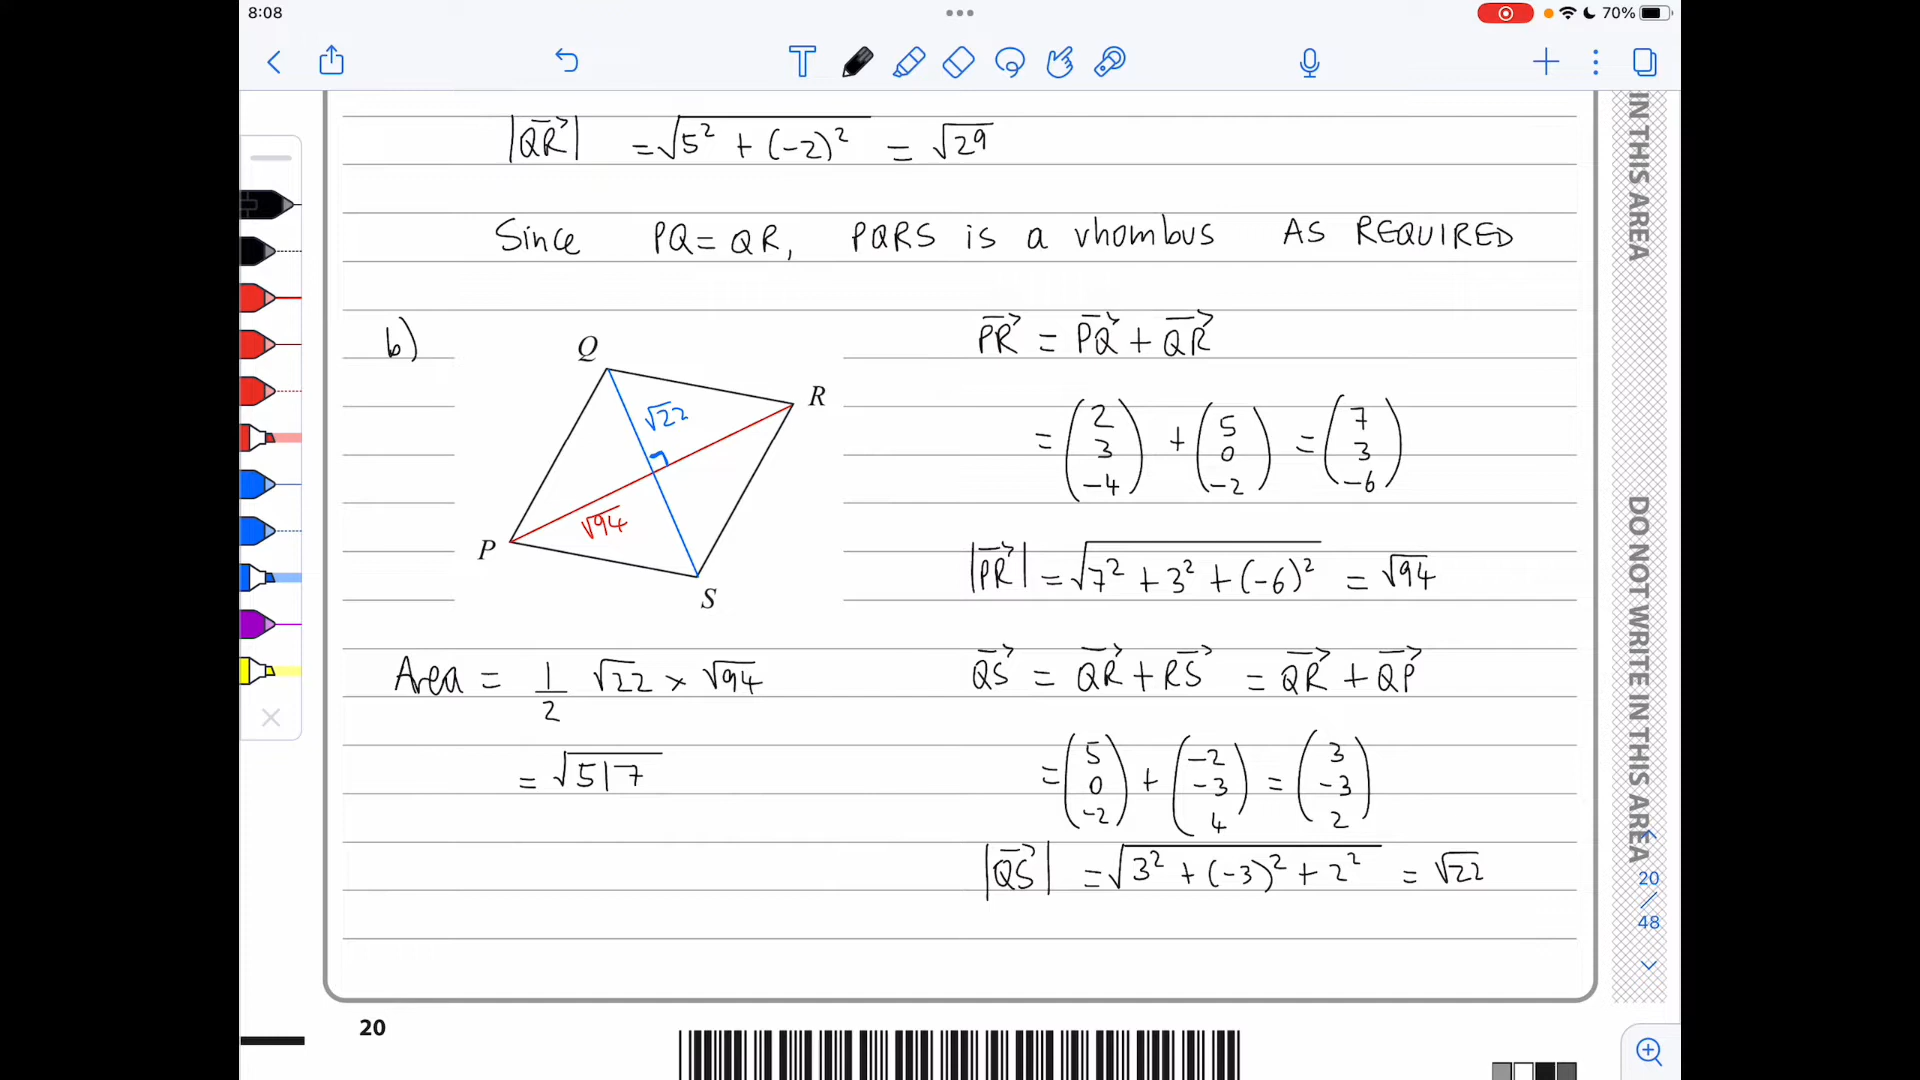 8:08
70%
|QR| = √5² + (-2)² = √29
Since PQ = QR, PQRS is a rhombus AS REQUIRED
b)
Q
R
P
S
√22
√94
PR = PQ + QR
= (2 3 -4) + (5 0 -2) = (7 3 -6)
|PR| = √7² + 3² + (-6)² = √94
Area = 1/2 √22 × √94
= √517
QS = QR + RS = QR + QP
= (5 0 -2) + (-2 -3 4) = (3 -3 2)
|QS| = √3² + (-3)² + 2² = √22
IN THIS AREA
DO NOT WRITE IN THIS AREA
20
/
48
20